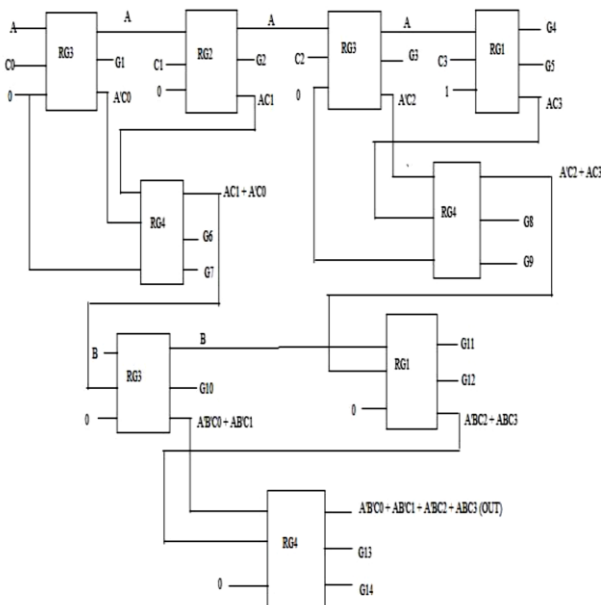 A
A
A
A
G4
RG3
RG2
RG3
RG1
C0
G1
C1
G2
C2
G3
C3
G5
0
A'C0
0
AC1
0
A'C2
1
AC3
RG4
AC1 + A'C0
G6
G7
RG4
A'C2 + AC3
G8
G9
B
B
RG3
G10
0
A'B'C0 + AB'C1
RG1
G11
G12
0
A'BC2 + ABC3
RG4
A'B'C0 + AB'C1 + A'BC2 + ABC3 (OUT)
G13
0
G14